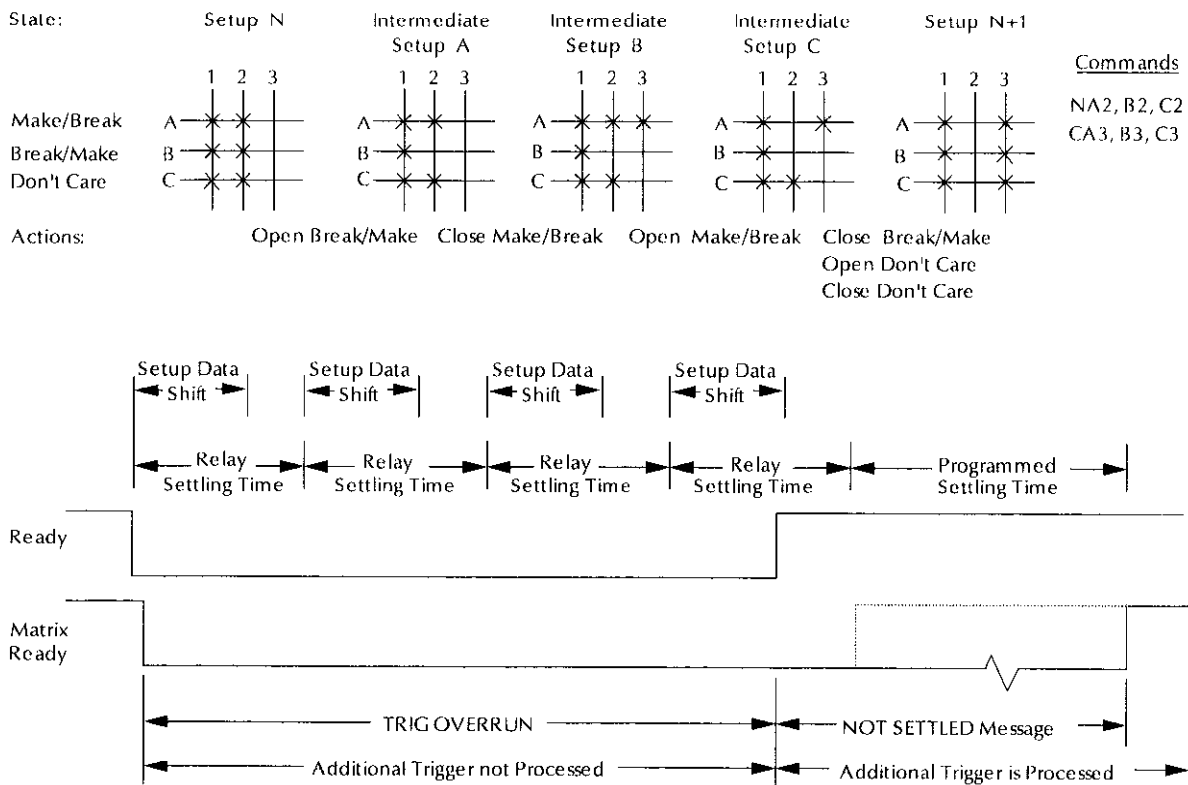 State: Setup N Intermediate Intermediate Intermediate Setup N+1
Setup A Setup B Setup C
Commands
1 2 3 1 2 3 1 2 3 1 2 3 1 2 3
NA2, B2, C2
Make/Break A A A A A
CA3, B3, C3
Break/Make B B B B B
Don't Care C C C C C
Actions: Open Break/Make Close Make/Break Open Make/Break Close Break/Make
Open Don't Care
Close Don't Care
Setup Data Setup Data Setup Data Setup Data
Shift Shift Shift Shift
Relay Relay Relay Relay Programmed
Settling Time Settling Time Settling Time Settling Time Settling Time
Ready
Matrix
Ready
TRIG OVERRUN NOT SETTLED Message
Additional Trigger not Processed Additional Trigger is Processed